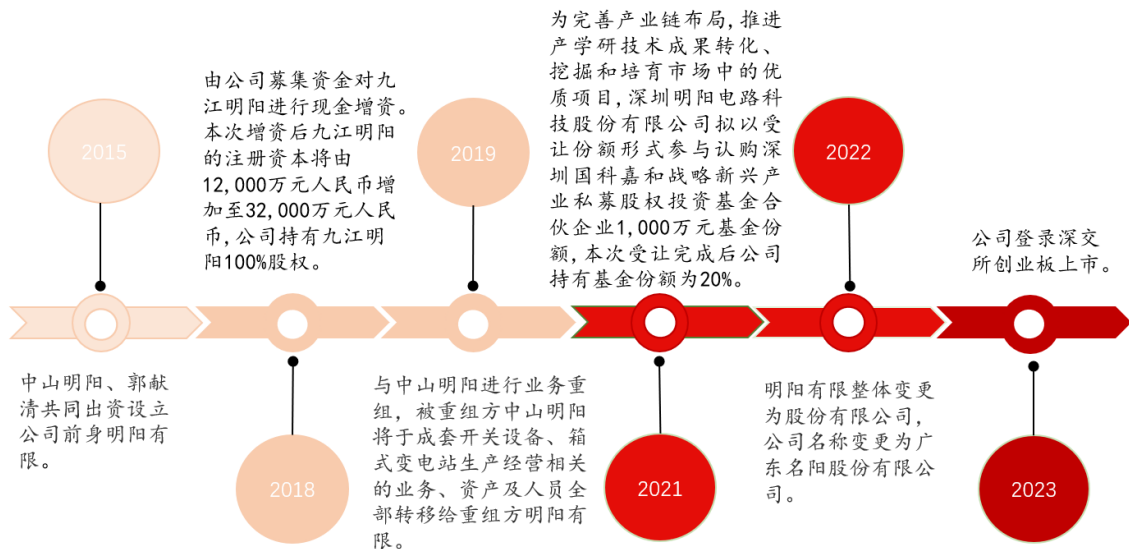 2015
中山明阳、郭献
清共同出资设立
公司前身明阳有
限。
由公司募集资金对九
江明阳进行现金增资。
本次增资后九江明阳
的注册资本将由
12,000万元人民币增
加至32,000万元人民
币,公司持有九江明
阳100%股权。
2018
2019
与中山明阳进行业务重
组，被重组方中山明阳
将于成套开关设备、箱
式变电站生产经营相关
的业务、资产及人员全
部转移给重组方明阳有
限。
为完善产业链布局,推进
产学研技术成果转化、
挖掘和培育市场中的优
质项目,深圳明阳电路科
技股份有限公司拟以受
让份额形式参与认购深
圳国科嘉和战略新兴产
业私募股权投资基金合
伙企业1,000万元基金份
额,本次受让完成后公司
持有基金份额为20%。
2021
2022
明阳有限整体变更
为股份有限公司，
公司名称变更为广
东名阳股份有限公
司。
公司登录深交
所创业板上市。
2023